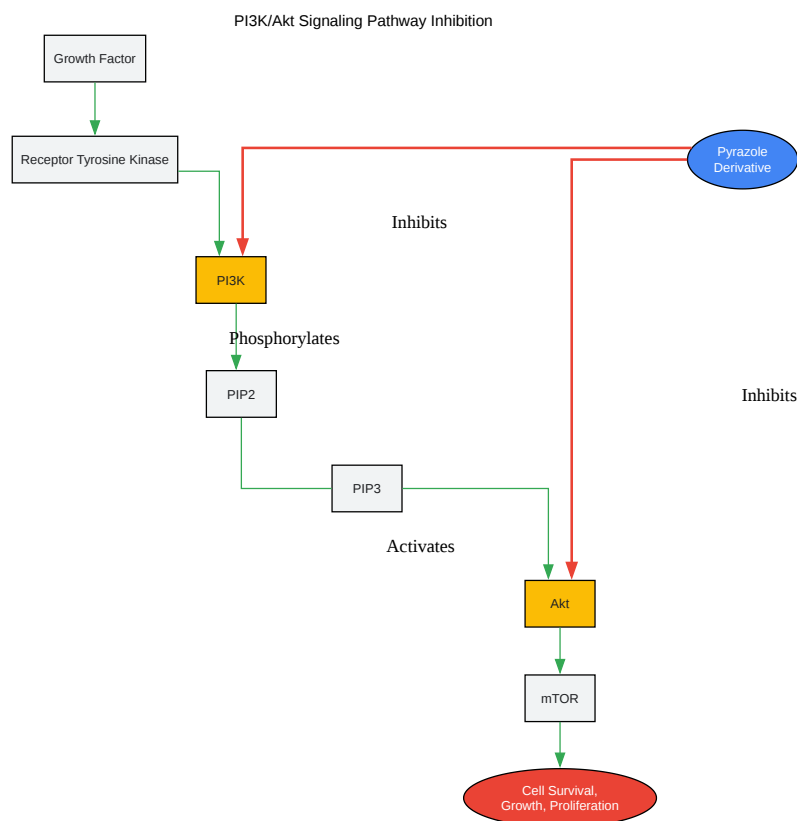 PI3K/Akt Signaling Pathway Inhibition
Growth Factor
Receptor Tyrosine Kinase
Pyrazole
Derivative
Inhibits
PI3K
Phosphorylates
PIP2
Inhibits
PIP3
Activates
Akt
mTOR
Cell Survival,
Growth, Proliferation